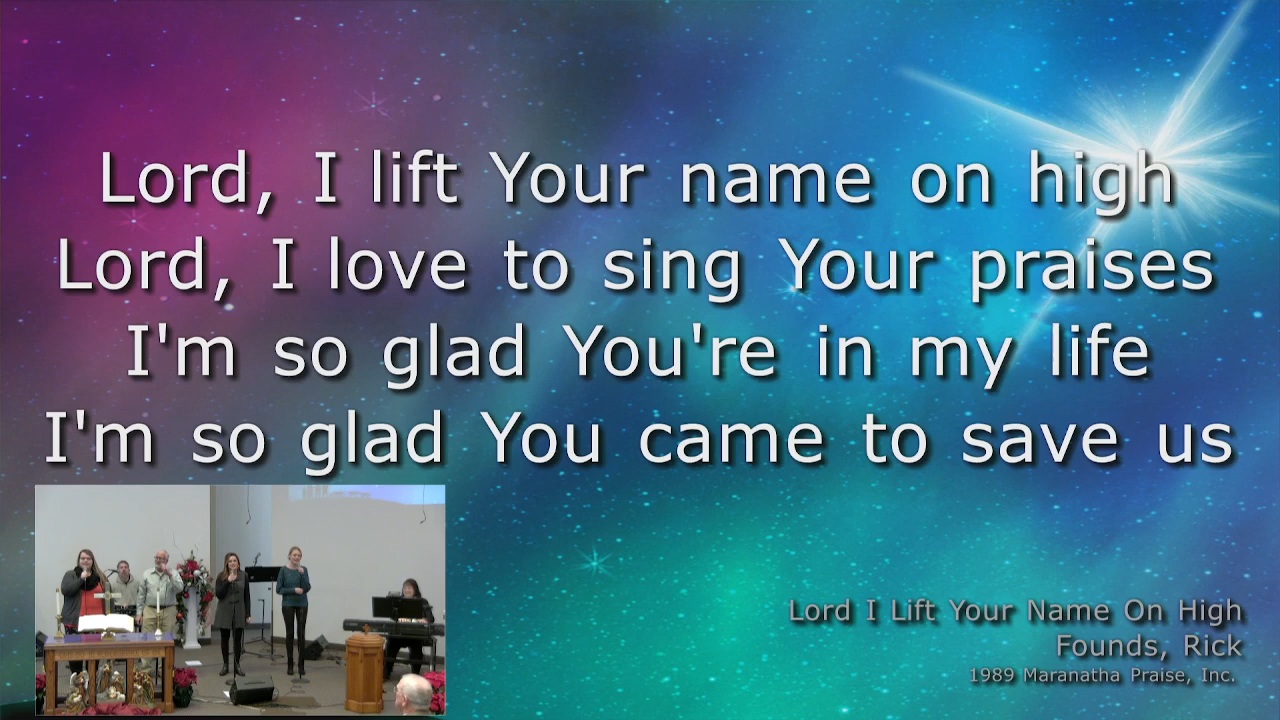 Lord, I lift Your name on high
Lord, I love to sing Your praises
I'm so glad You're in my life
I'm so glad You came to save us
Lord I Lift Your Name On High
Founds, Rick
1989 Maranatha Praise, Inc.